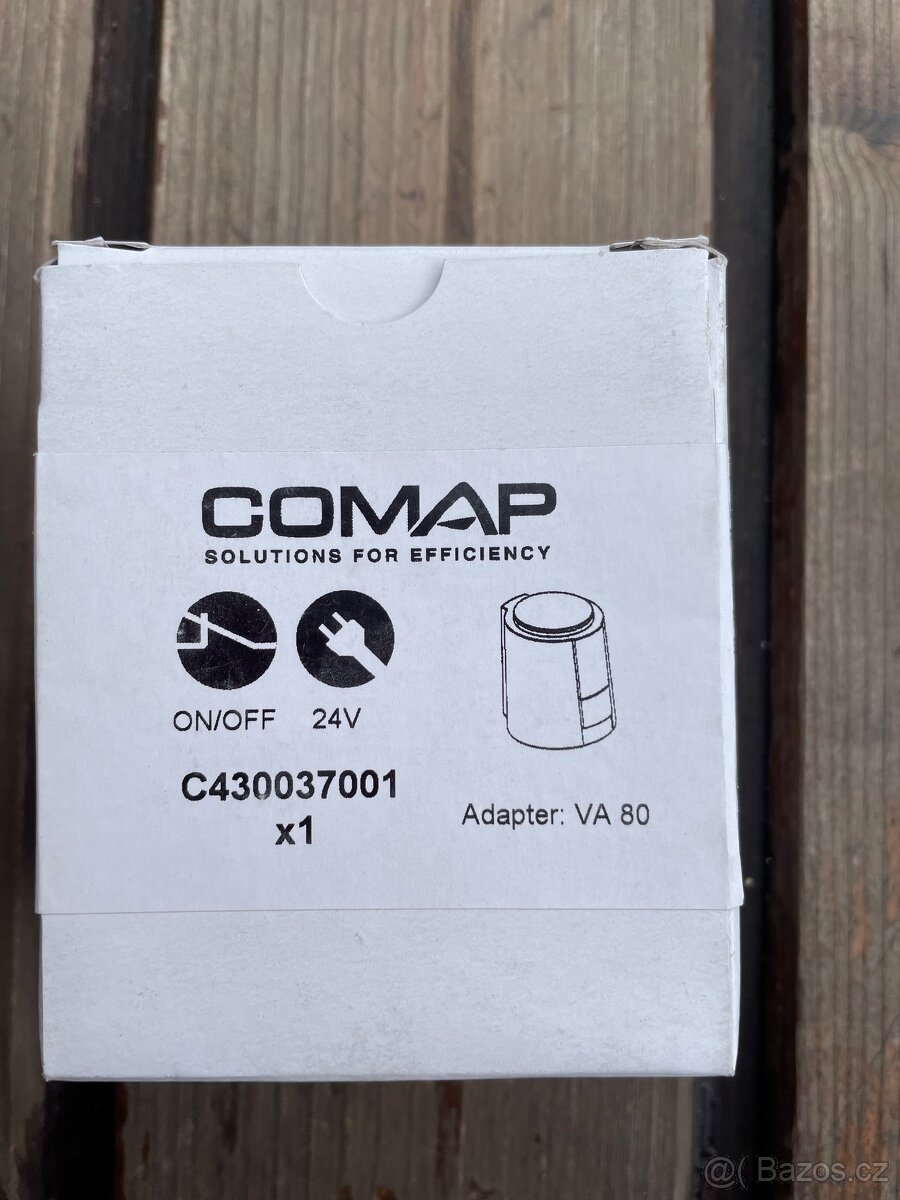 COMAP
SOLUTIONS FOR EFFICIENCY
ON/OFF 24V
C430037001
x1
Adapter: VA 80
@( Bazos.cz